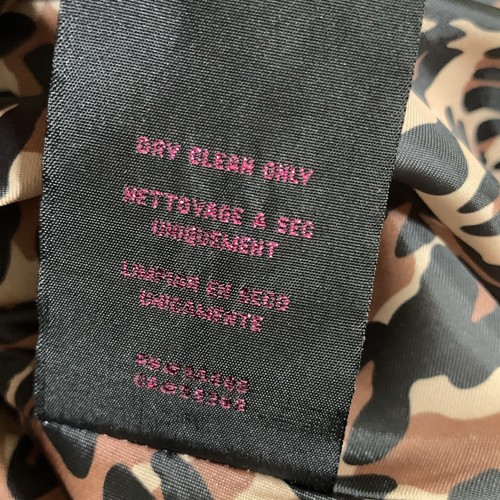 DRY CLEAN ONLY
NETTOYAGE A SEC
UNIQUEMENT
LIMPIAR EN SECO
UNICAMENTE